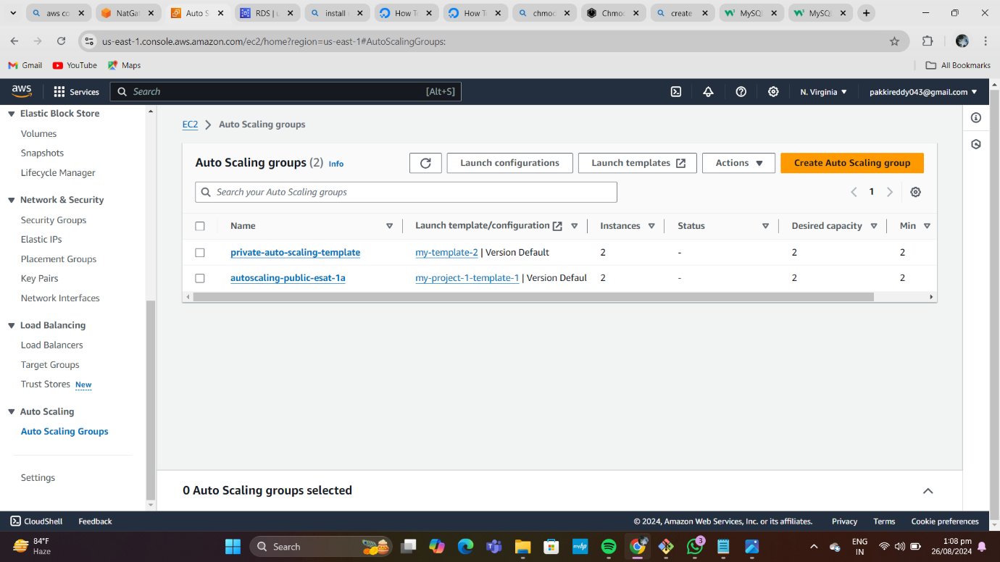 aws co
NatGat
Auto S
RDS | u
install
How To
How To
chmod
Chmod
create
MySQL
MySQL
us-east-1.console.aws.amazon.com/ec2/home?region=us-east-1#AutoScalingGroups:
Gmail
YouTube
Maps
All Bookmarks
aws
Services
Search
[Alt+S]
N. Virginia
pakkireddy043@gmail.com
Elastic Block Store
Volumes
Snapshots
Lifecycle Manager
Network & Security
Security Groups
Elastic IPs
Placement Groups
Key Pairs
Network Interfaces
Load Balancing
Load Balancers
Target Groups
Trust Stores New
Auto Scaling
Auto Scaling Groups
Settings
EC2 > Auto Scaling groups
Auto Scaling groups (2) Info
Launch configurations
Launch templates
Actions
Create Auto Scaling group
Search your Auto Scaling groups
1
Name Launch template/configuration Instances Status Desired capacity Min
private-auto-scaling-template my-template-2 | Version Default 2 - 2 2
autoscaling-public-esat-1a my-project-1-template-1 | Version Defaul 2 - 2 2
0 Auto Scaling groups selected
CloudShell
Feedback
© 2024, Amazon Web Services, Inc. or its affiliates.
Privacy
Terms
Cookie preferences
84°F
Haze
Search
myhp
3
ENG
IN
1:08 pm
26/08/2024